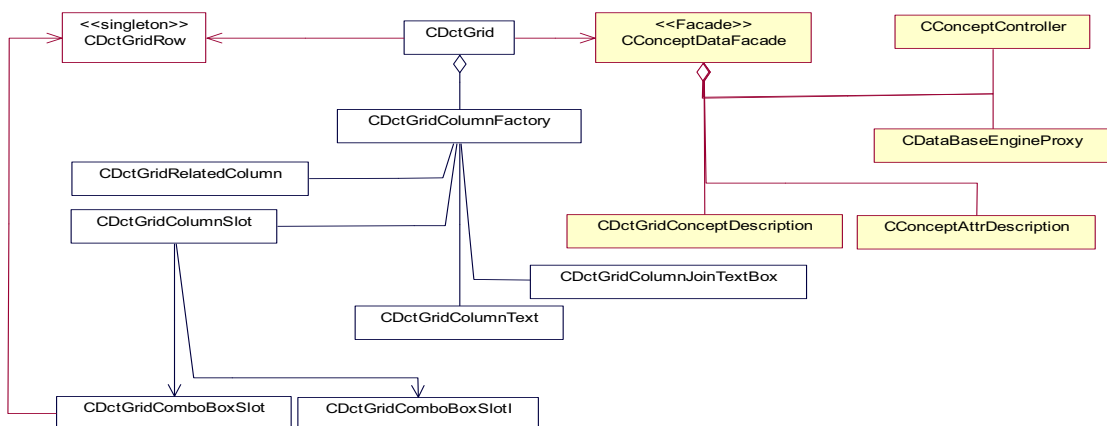 <<singleton>>
CDctGridRow
CDctGrid
<<Facade>>
CConceptDataFacade
CConceptController
CDctGridColumnFactory
CDataBaseEngineProxy
CDctGridRelatedColumn
CDctGridColumnSlot
CDctGridConceptDescription
CConceptAttrDescription
CDctGridColumnJoinTextBox
CDctGridColumnText
CDctGridComboBoxSlot
CDctGridComboBoxSlotI